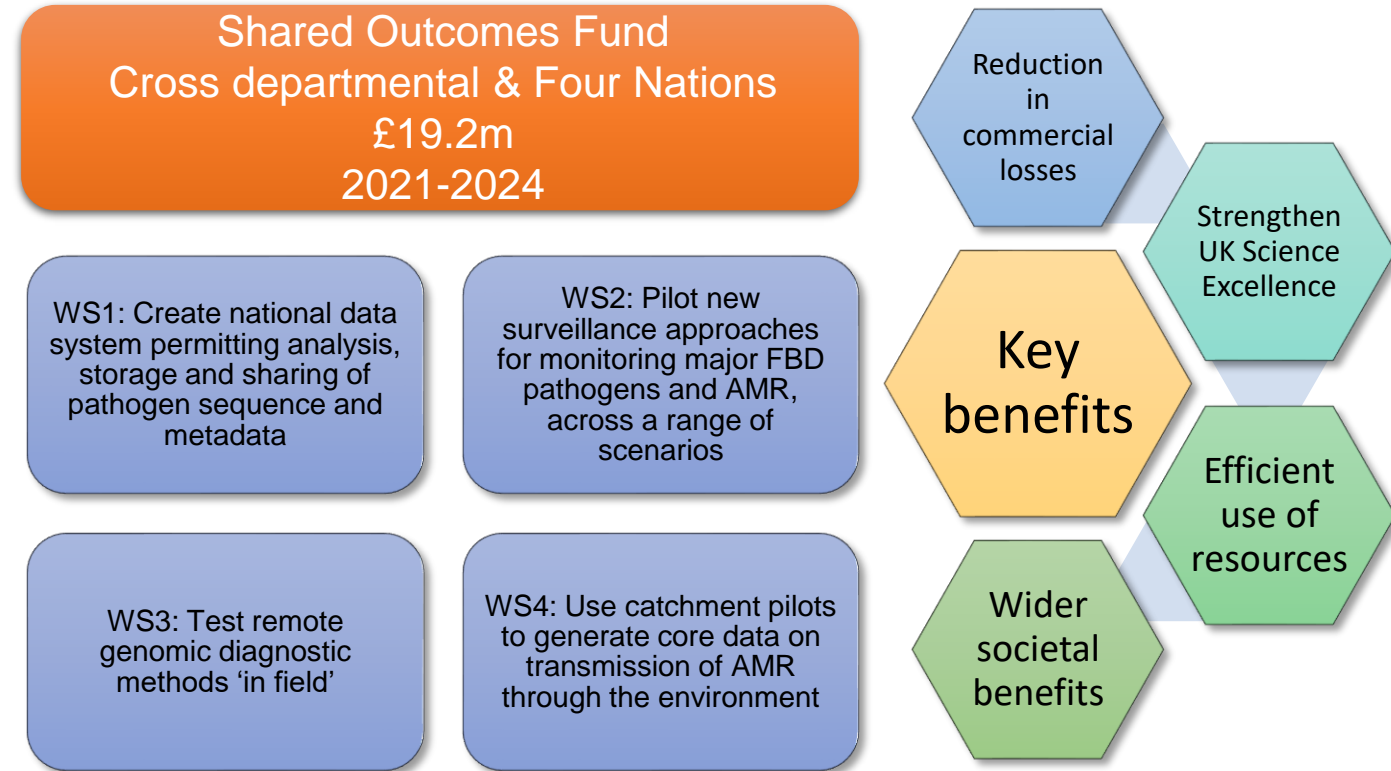 Shared Outcomes Fund
Cross departmental & Four Nations
£19.2m
2021-2024
WS1: Create national data
system permitting analysis,
storage and sharing of
pathogen sequence and
metadata
WS2: Pilot new
surveillance approaches
for monitoring major FBD
pathogens and AMR,
across a range of
scenarios
WS3: Test remote
genomic diagnostic
methods ‘in field’
WS4: Use catchment pilots
to generate core data on
transmission of AMR
through the environment
Reduction
in
commercial
losses
Strengthen
UK Science
Excellence
Key
benefits
Efficient
use of
resources
Wider
societal
benefits